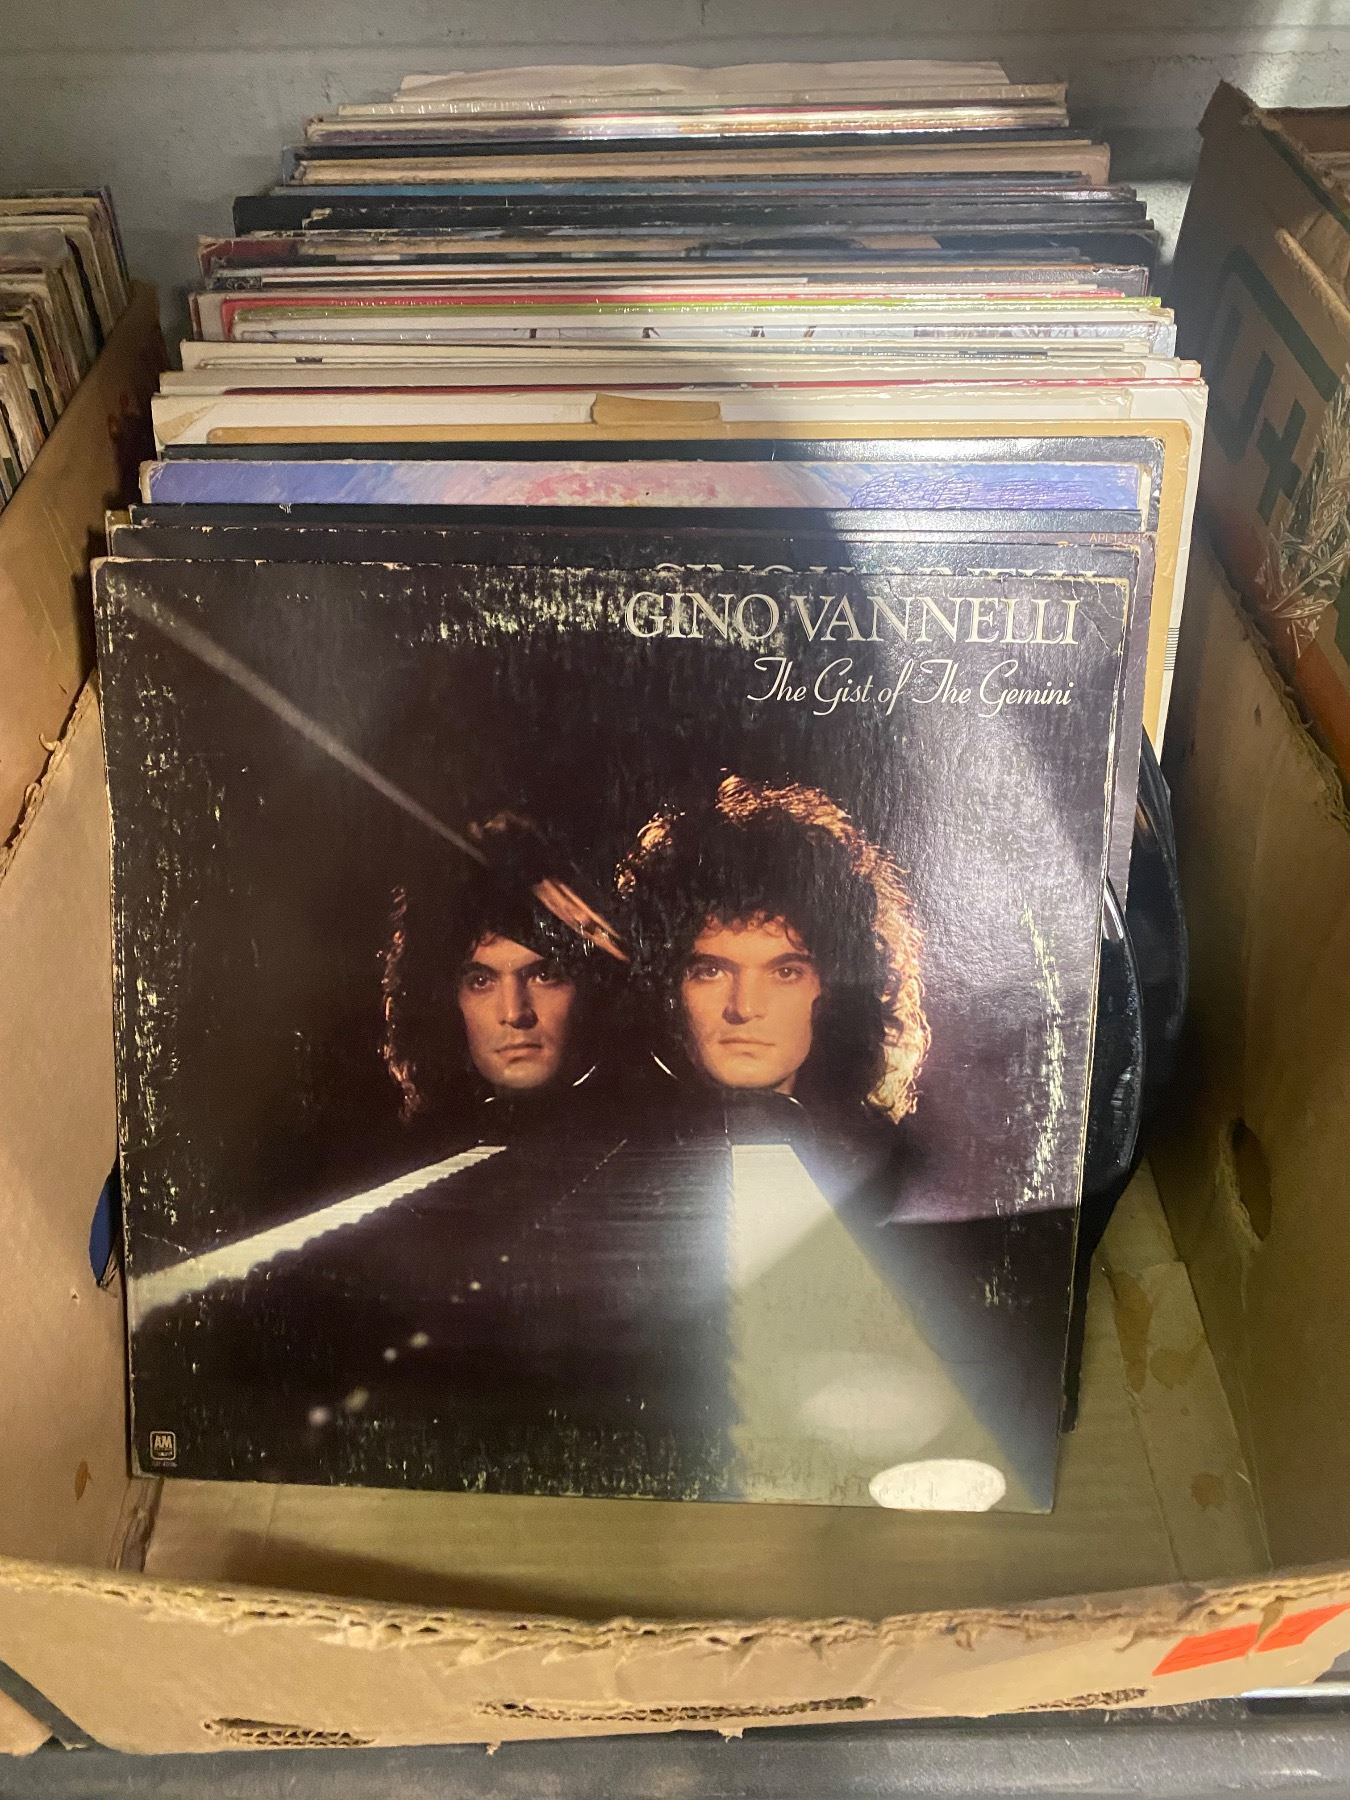 GINO VANNELLI
The Gist of The Gemini
A&M